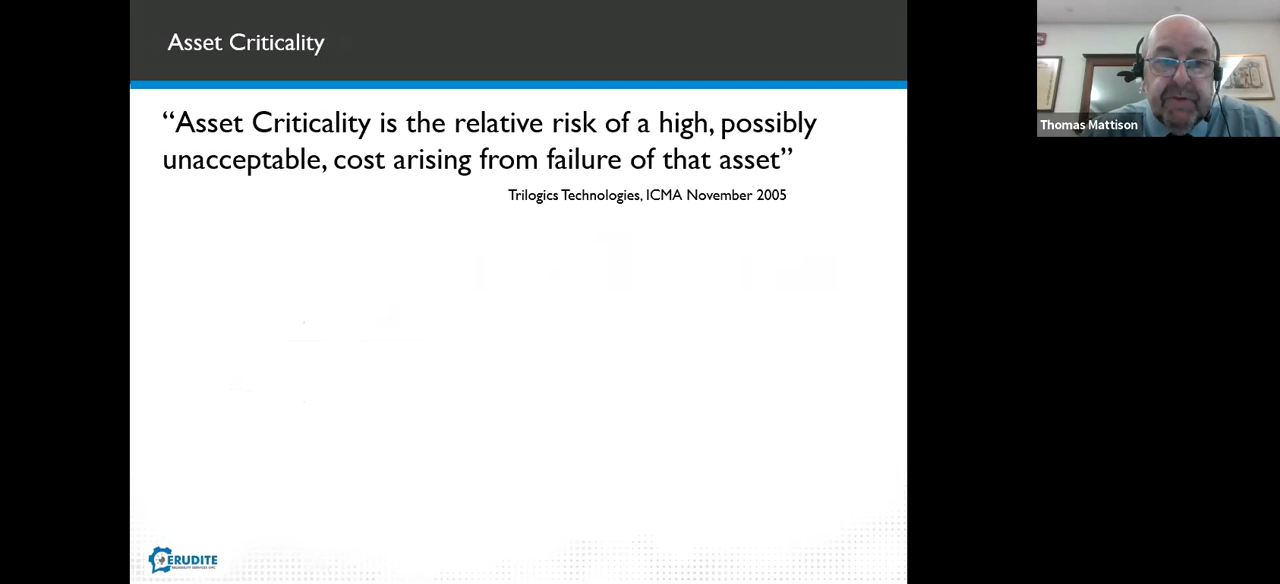 Asset Criticality
“Asset Criticality is the relative risk of a high, possibly
unacceptable, cost arising from failure of that asset”
Trilogics Technologies, ICMA November 2005
Thomas Mattison
ERUDITE